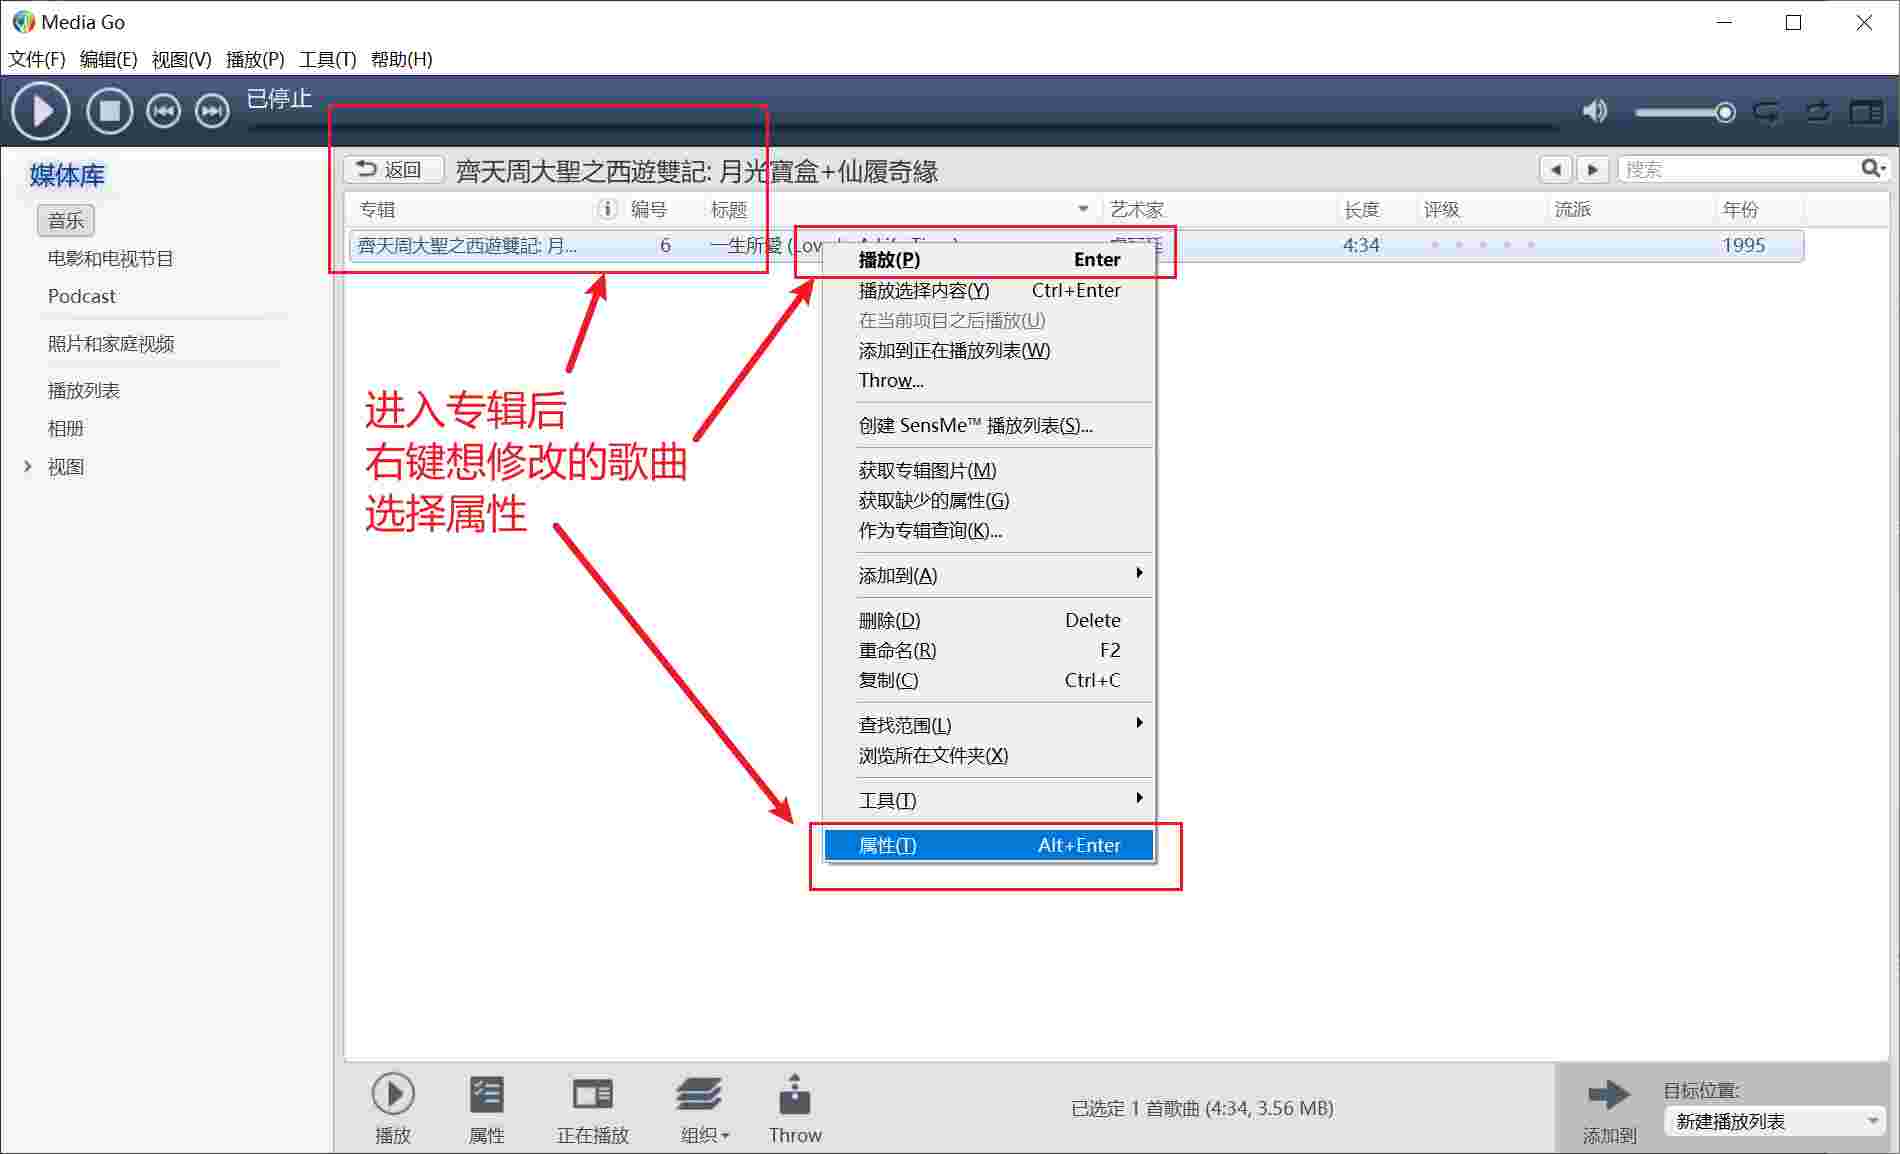 Media Go
文件(F) 编辑(E) 视图(V) 播放(P) 工具(T) 帮助(H)
已停止
媒体库
音乐
电影和电视节目
Podcast
照片和家庭视频
播放列表
相册
视图
返回 齊天周大聖之西遊雙記: 月光寶盒+仙履奇緣
搜索
专辑 编号 标题 艺术家 长度 评级 流派 年份
齊天周大聖之西遊雙記: 月... 6 一生所愛 4:34 1995
播放(P) Enter
播放选择内容(Y) Ctrl+Enter
在当前项目之后播放(U)
添加到正在播放列表(W)
Throw...
创建 SensMe™ 播放列表(S)...
获取专辑图片(M)
获取缺少的属性(G)
作为专辑查询(K)...
添加到(A)
删除(D) Delete
重命名(R) F2
复制(C) Ctrl+C
查找范围(L)
浏览所在文件夹(X)
工具(T)
属性(T) Alt+Enter
进入专辑后
右键想修改的歌曲
选择属性
播放 属性 正在播放 组织 Throw
已选定 1 首歌曲 (4:34, 3.56 MB)
添加到
目标位置:
新建播放列表